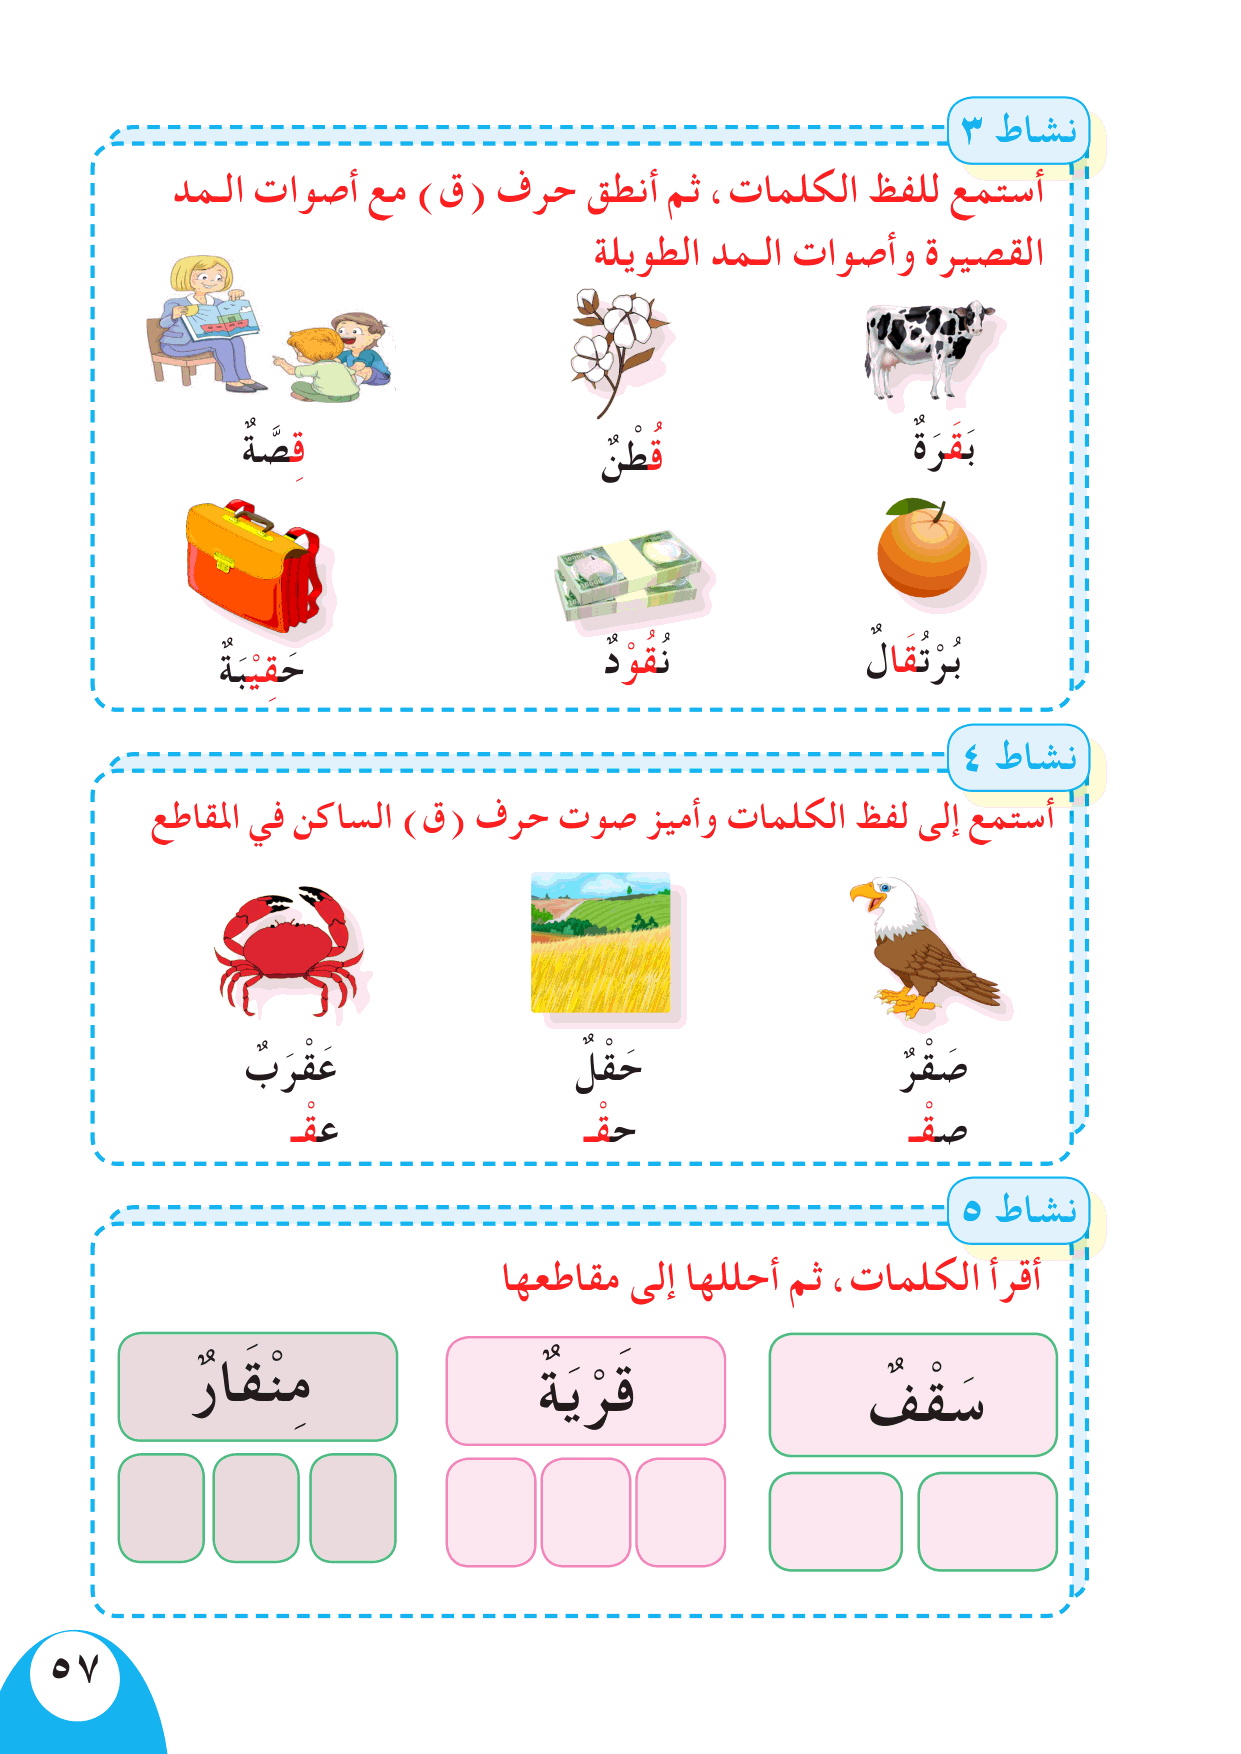 نشاط ٣
أستمع للفظ الكلمات، ثم أنطق حرف (ق) مع أصوات المد
القصيرة وأصوات المد الطويلة
بَقَرَةٌ
قُطْنٌ
قِصَّةٌ
بُرْتُقَالٌ
نُقُوْدٌ
حَقِيْبَةٌ
نشاط ٤
أستمع إلى لفظ الكلمات وأميز صوت حرف (ق) الساكن في المقاطع
صَقْرٌ
حَقْلٌ
عَقْرَبٌ
صقْـ
حقْـ
عقْـ
نشاط ٥
أقرأ الكلمات، ثم أحللها إلى مقاطعها
سَقْفٌ
قَرْيَةٌ
مِنْقَارٌ
٥٧